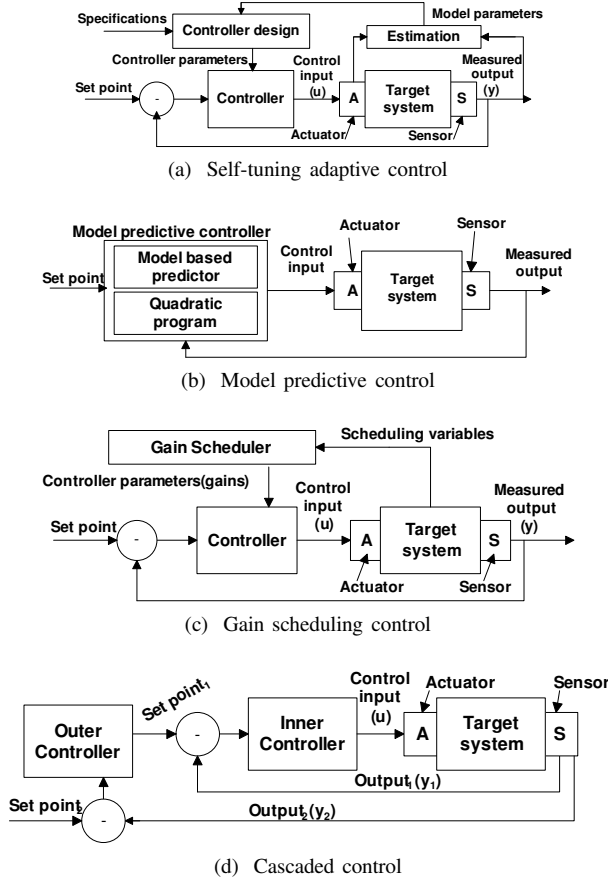 Specifications
Controller design
Model parameters
Estimation
Controller parameters
Control
input
(u)
Measured
output
(y)
Set point
-
Controller
A
Target
system
S
Actuator
Sensor
(a) Self-tuning adaptive control
Model predictive controller
Model based
predictor
Quadratic
program
Set point
Control
input
Actuator
A
Target
system
S
Sensor
Measured
output
(b) Model predictive control
Gain Scheduler
Scheduling variables
Controller parameters(gains)
Control
input
(u)
Measured
output
(y)
Set point
-
Controller
A
Target
system
S
Actuator
Sensor
(c) Gain scheduling control
Outer
Controller
Set point₁
-
Inner
Controller
Control
input
(u)
Actuator
A
Target
system
S
Sensor
Output₁(y₁)
Set point₂
-
Output₂(y₂)
(d) Cascaded control